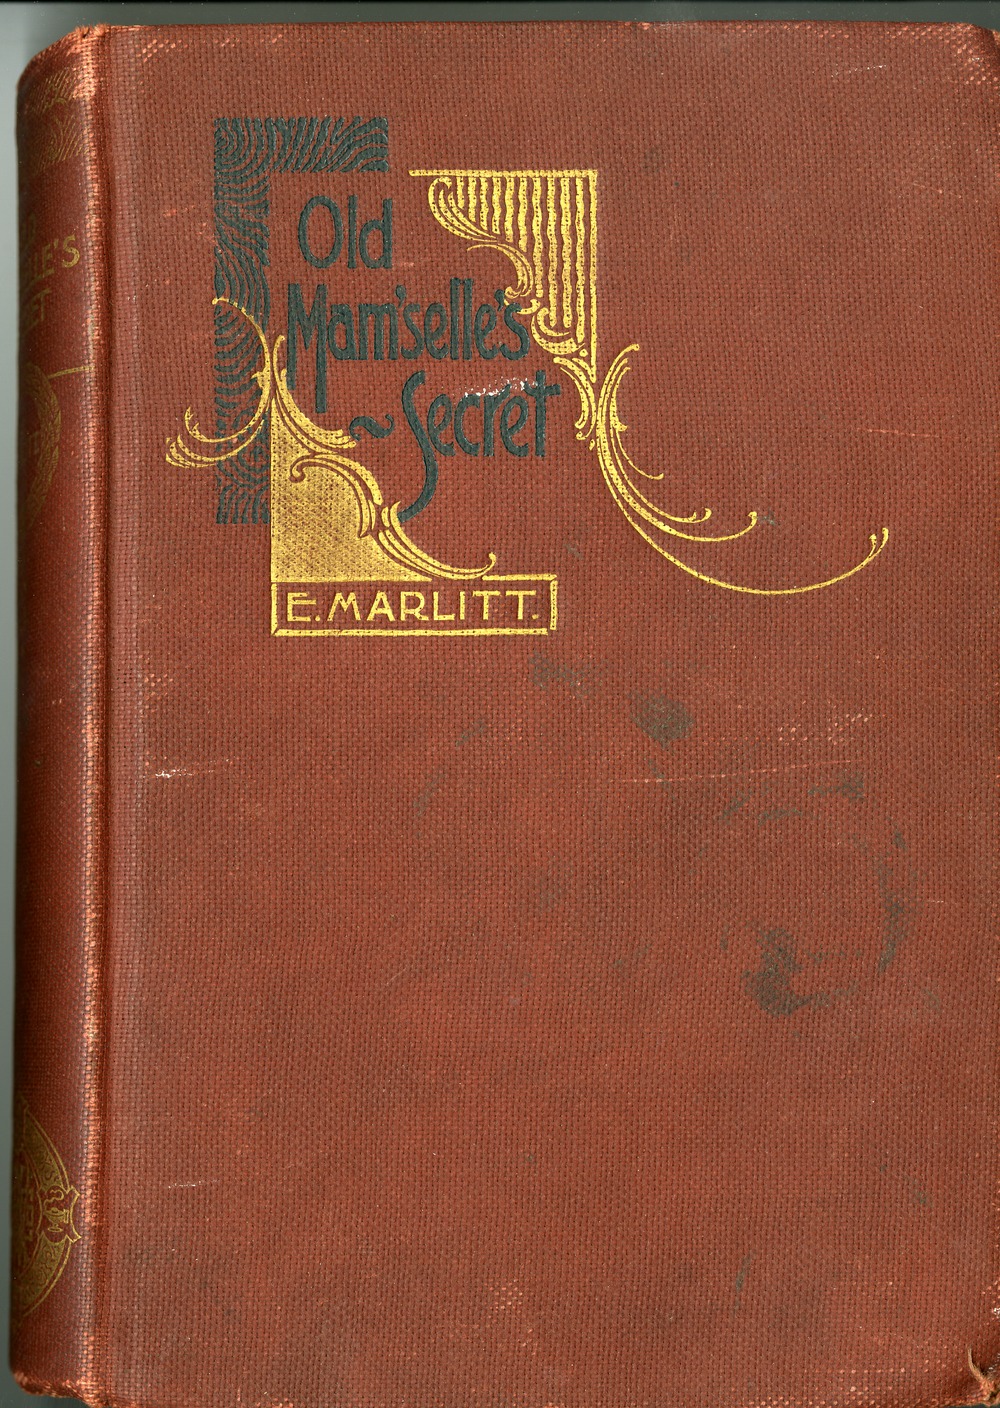 Old
Mam'selle's
~Secret
E. MARLITT.